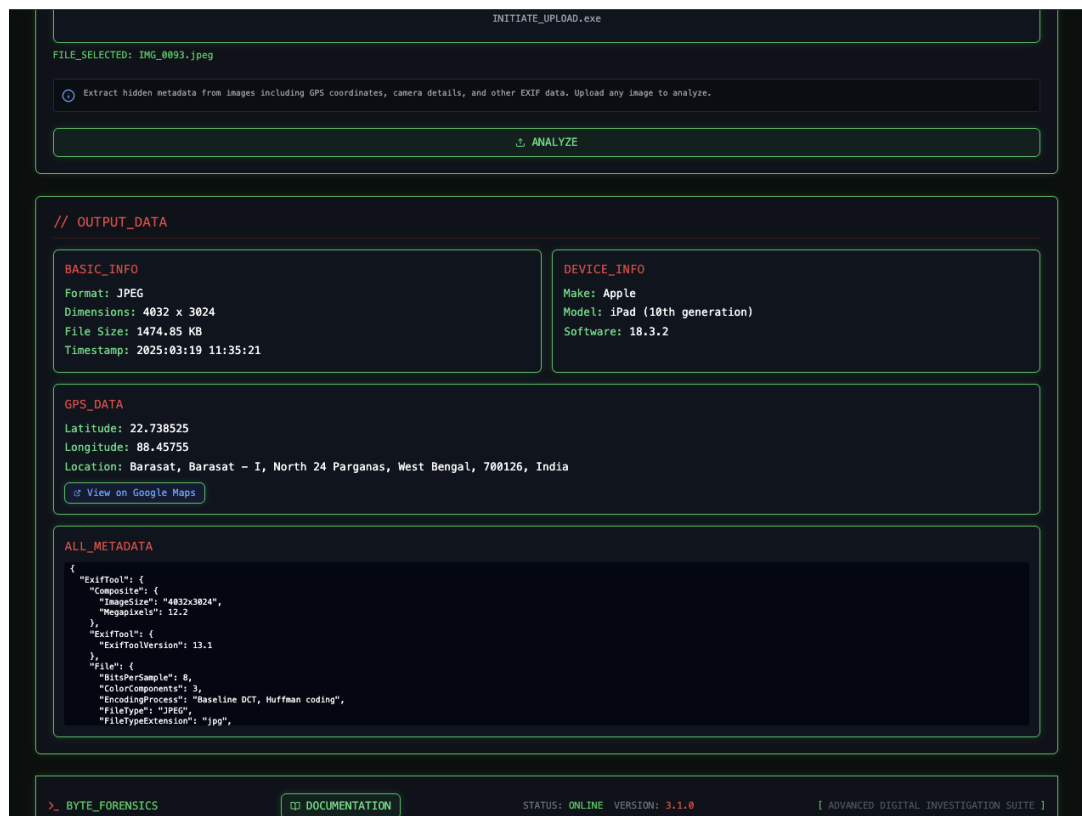 INITIATE_UPLOAD.exe
FILE_SELECTED: IMG_0093.jpeg
Extract hidden metadata from images including GPS coordinates, camera details, and other EXIF data. Upload any image to analyze.
ANALYZE
// OUTPUT_DATA
BASIC_INFO
Format: JPEG
Dimensions: 4032 x 3024
File Size: 1474.85 KB
Timestamp: 2025:03:19 11:35:21
DEVICE_INFO
Make: Apple
Model: iPad (10th generation)
Software: 18.3.2
GPS_DATA
Latitude: 22.738525
Longitude: 88.45755
Location: Barasat, Barasat – I, North 24 Parganas, West Bengal, 700126, India
View on Google Maps
ALL_METADATA
{
"ExifTool": {
"Composite": {
"ImageSize": "4032x3024",
"Megapixels": 12.2
},
"ExifTool": {
"ExifToolVersion": 13.1
},
"File": {
"BitsPerSample": 8,
"ColorComponents": 3,
"EncodingProcess": "Baseline DCT, Huffman coding",
"FileType": "JPEG",
"FileTypeExtension": "jpg",
>_ BYTE_FORENSICS
DOCUMENTATION
STATUS: ONLINE VERSION: 3.1.0
[ ADVANCED DIGITAL INVESTIGATION SUITE ]